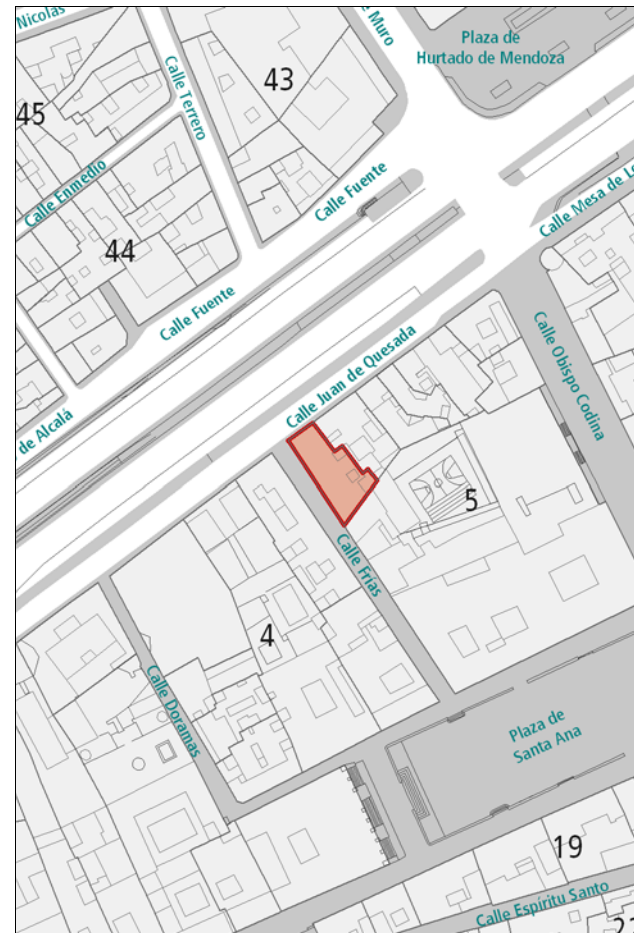 Nicolas
e Muro
Plaza de
Hurtado de Mendoza
43
Calle Terrero
45
Calle Enmedio
Calle Fuente
Calle Mesa de Le
44
Calle Fuente
Calle Obispo Codina
Calle Juan de Quesada
de Alcalá
5
Calle Frías
4
Calle Doramas
Plaza de
Santa Ana
19
Calle Espíritu Santo